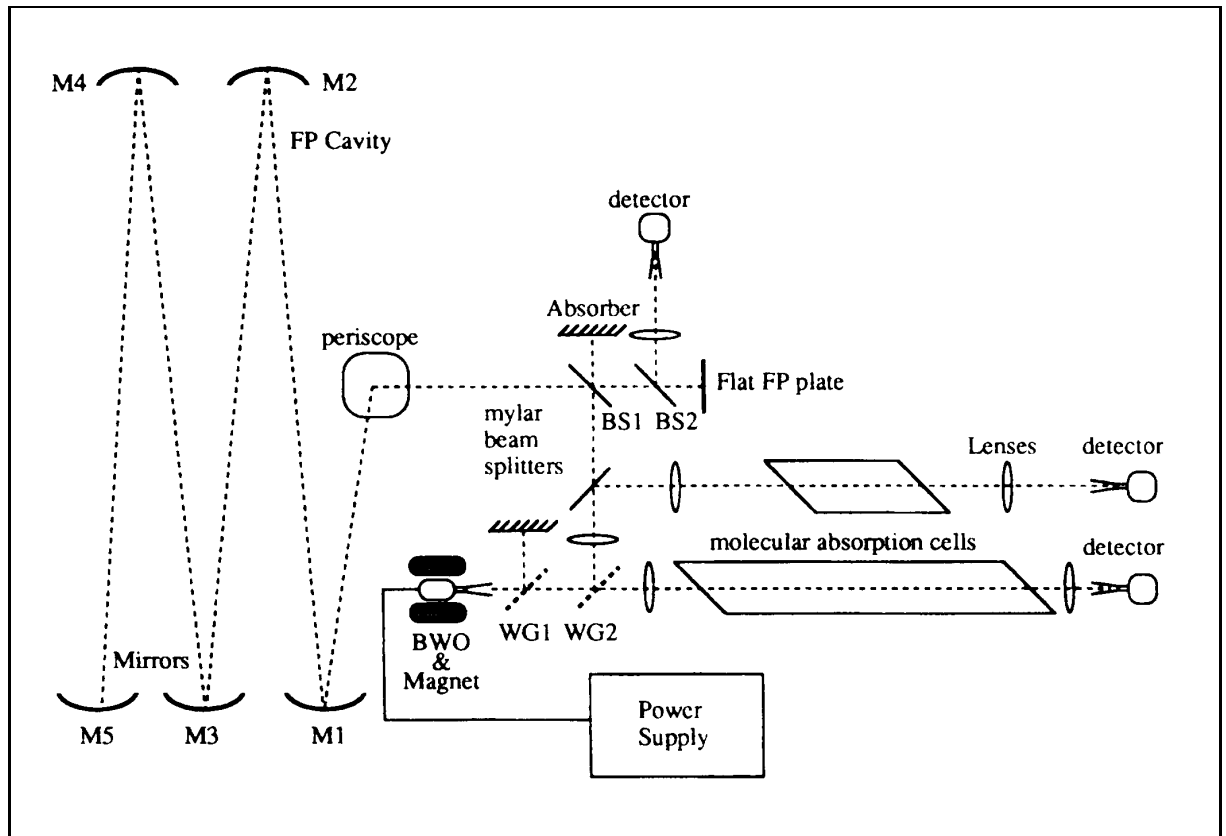 M4
M2
FP Cavity
detector
Absorber
periscope
Flat FP plate
BS1
BS2
mylar
beam
splitters
Lenses
detector
molecular absorption cells
detector
WG1
WG2
BWO
&
Magnet
Mirrors
Power
Supply
M5
M3
M1